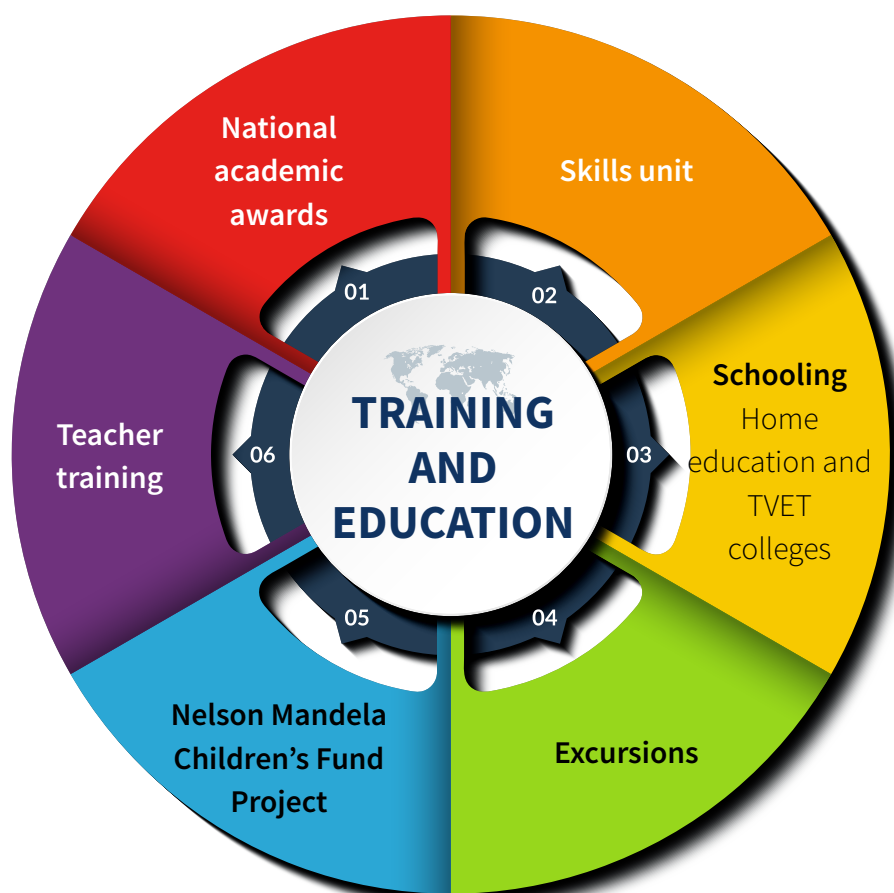 National
academic
awards
01
Skills unit
02
Schooling
Home
education and
TVET
colleges
03
Excursions
04
Nelson Mandela
Children’s Fund
Project
05
Teacher
training
06
TRAINING
AND
EDUCATION